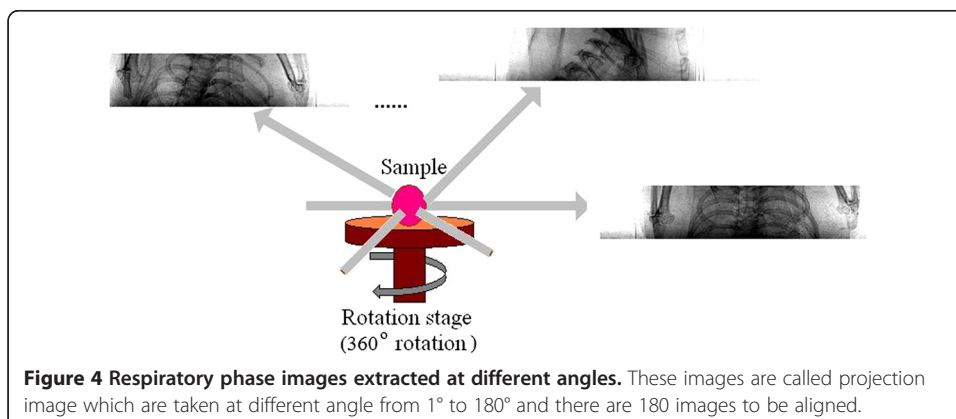 ......
Sample
Rotation stage
(360° rotation )
Figure 4 Respiratory phase images extracted at different angles. These images are called projection
image which are taken at different angle from 1° to 180° and there are 180 images to be aligned.